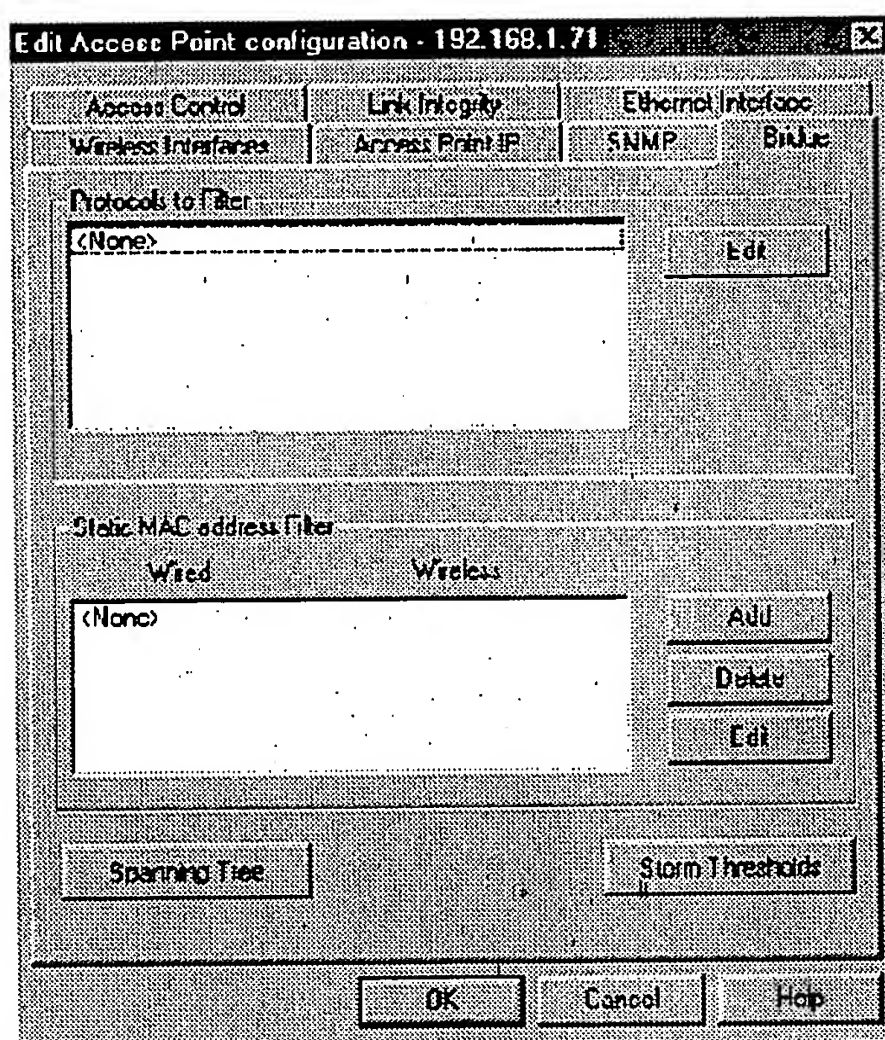 Edit Access Point configuration - 192.168.1.71
Access Control Link Integrity Ethernet Interface
Wireless Interfaces Access Point IP SNMP Bridge
Protocols to Filter
<None>
Edit
Static MAC address Filter
Wired Wireless
<None>
Add
Delete
Edit
Spanning Tree Storm Thresholds
OK Cancel Help